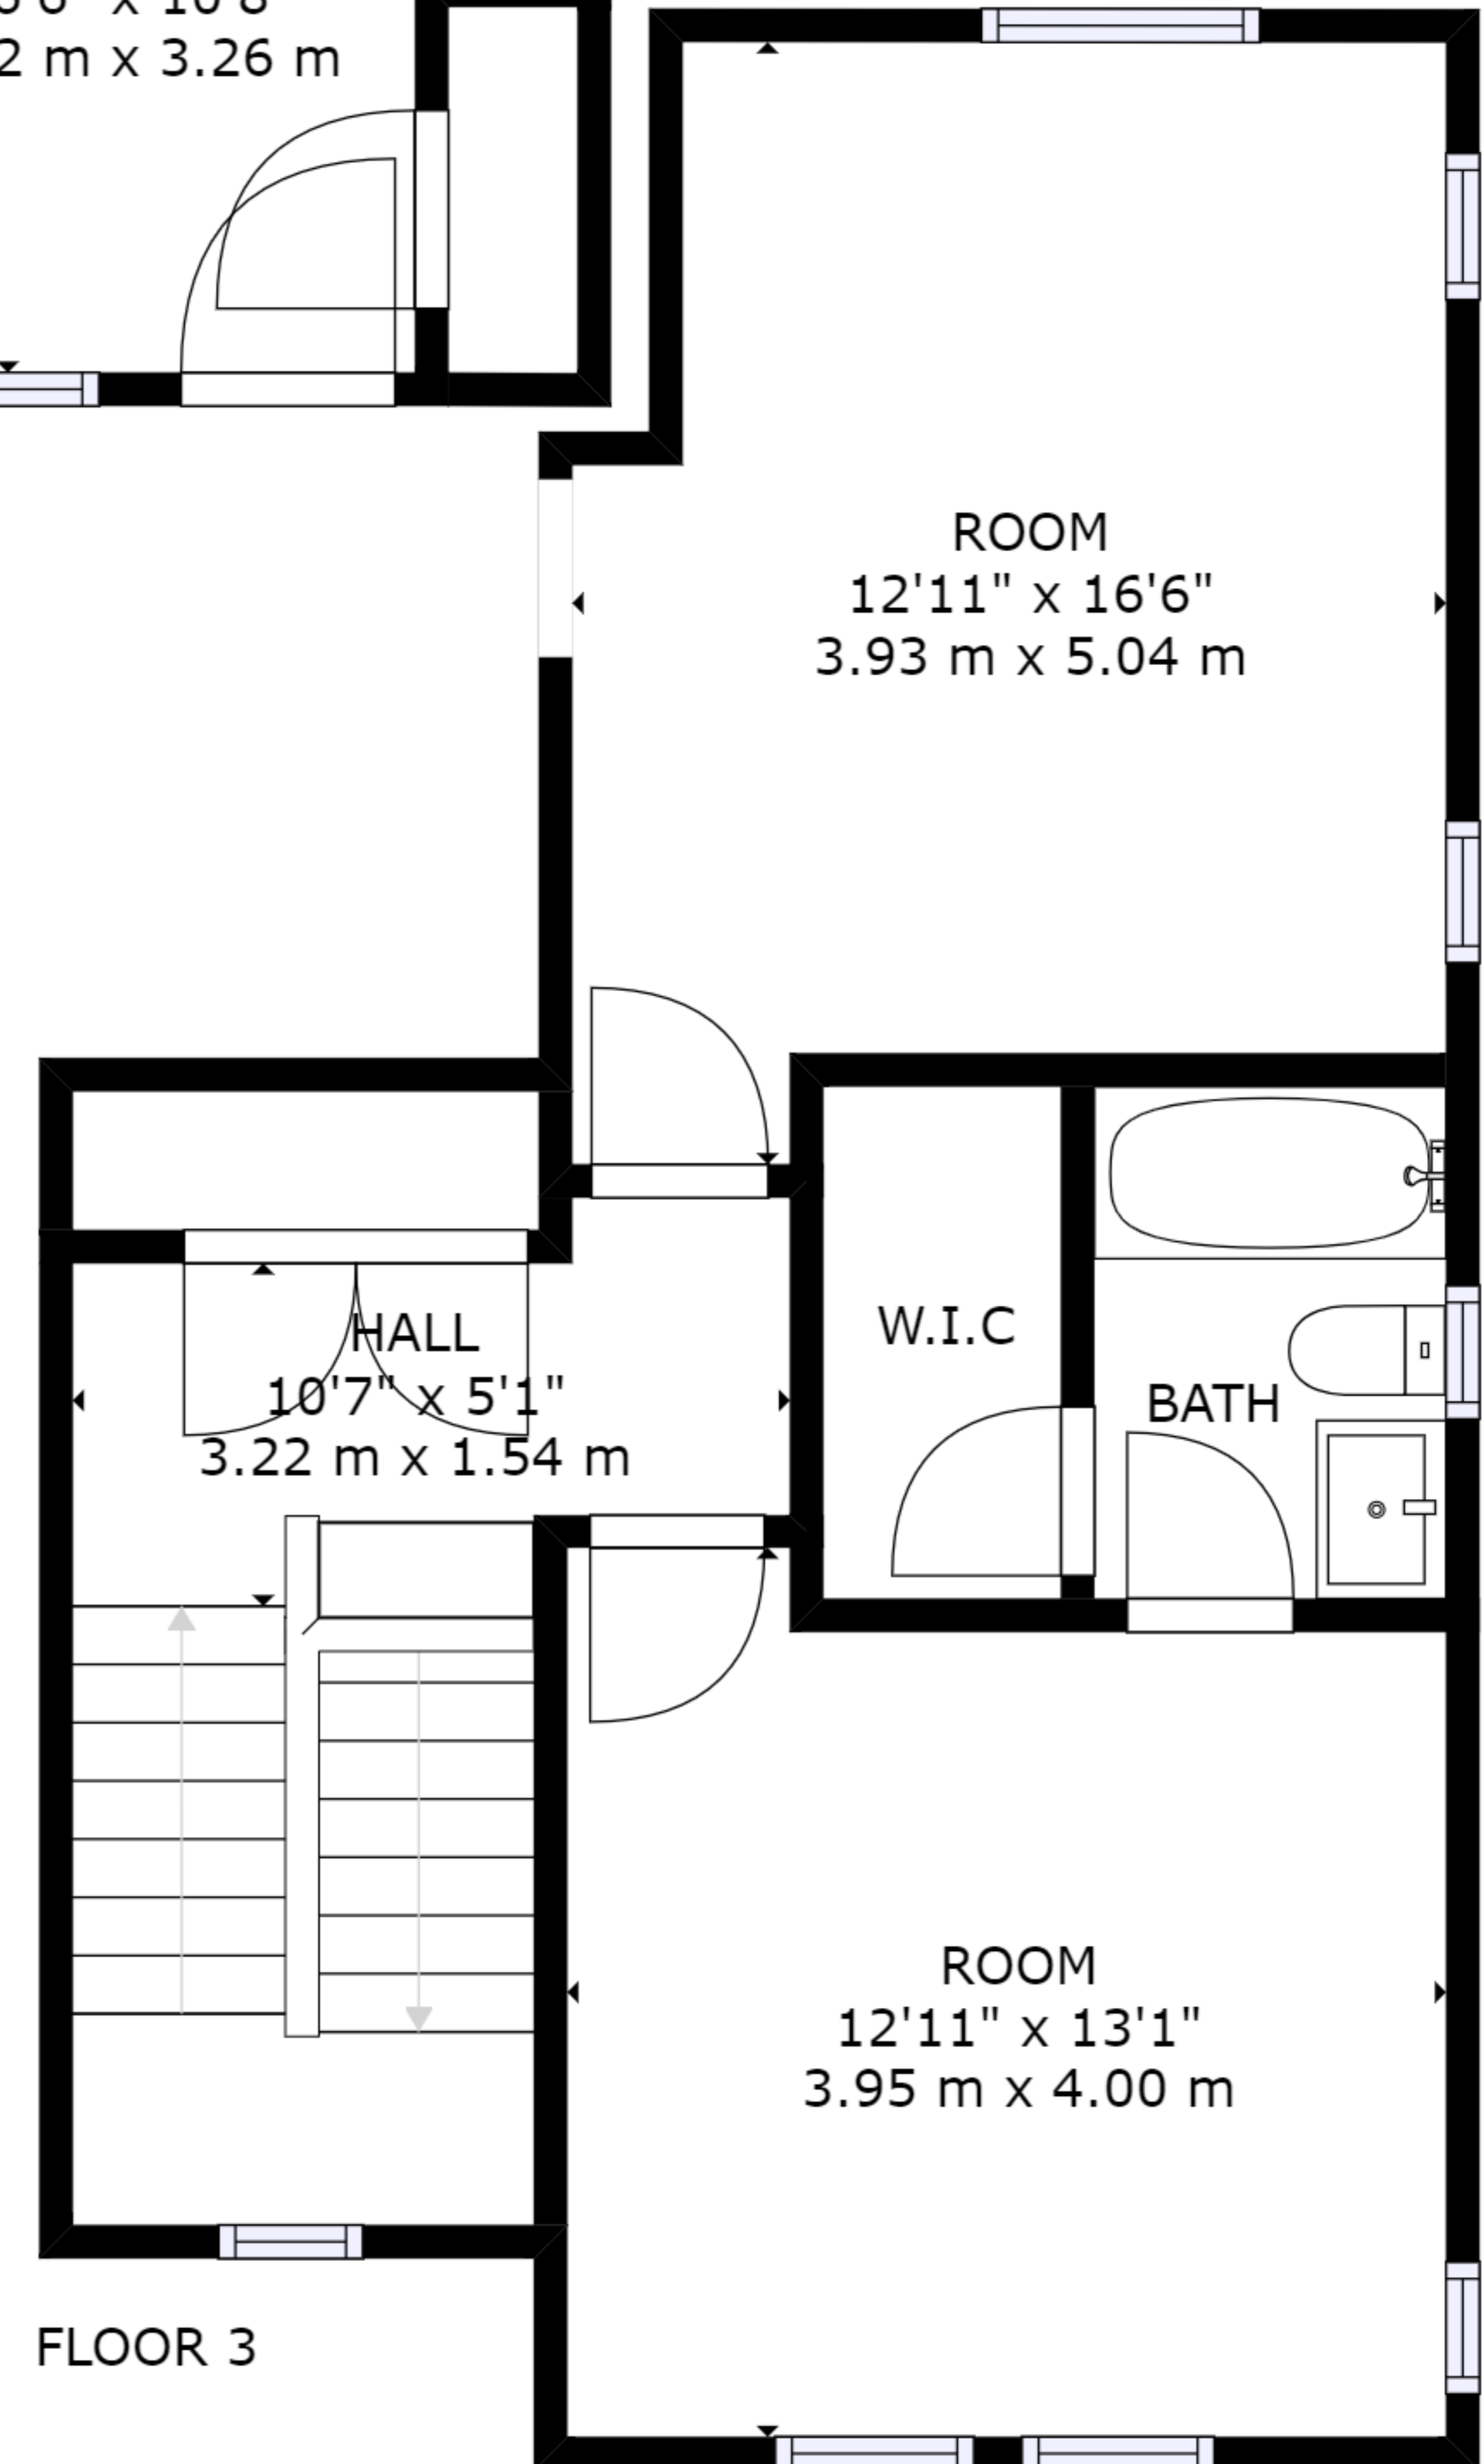 2 m x 3.26 m
ROOM
12'11" x 16'6"
3.93 m x 5.04 m
W.I.C
HALL
10'7" x 5'1"
3.22 m x 1.54 m
BATH
ROOM
12'11" x 13'1"
3.95 m x 4.00 m
FLOOR 3